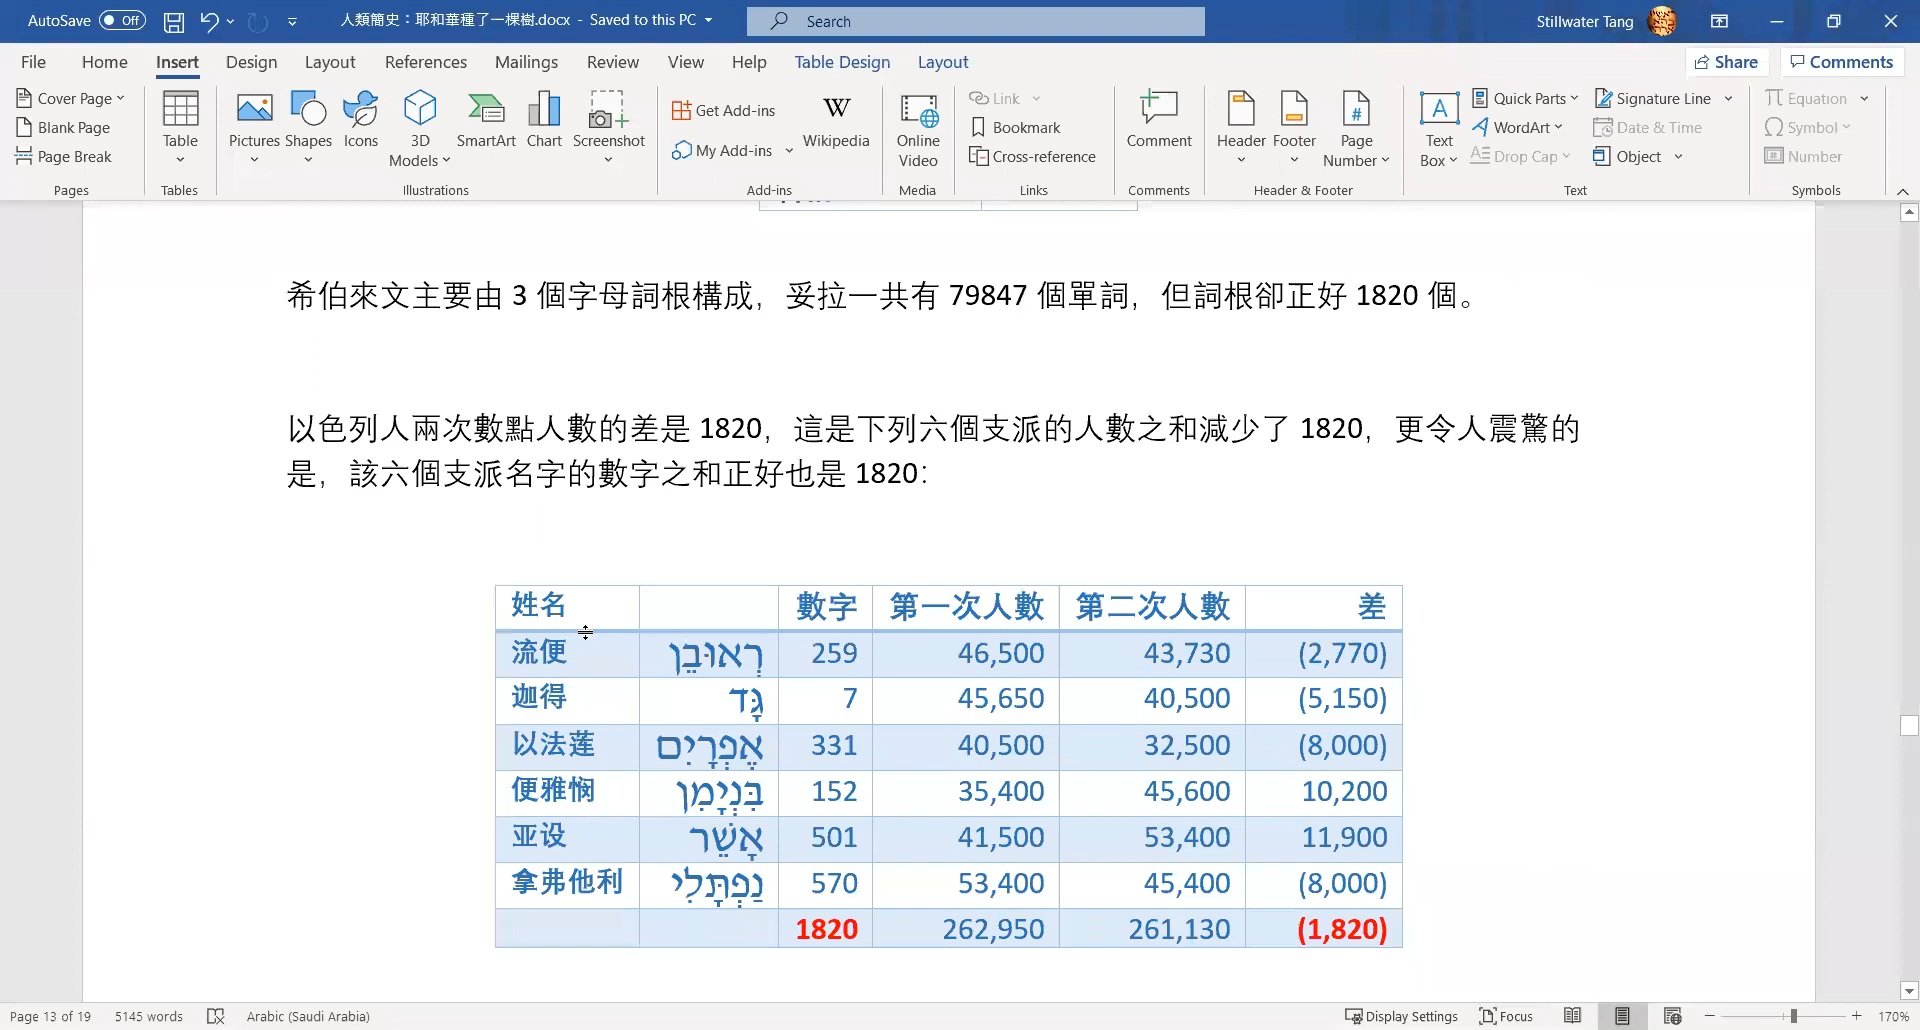 AutoSave Off 人類簡史：耶和華種了一棵樹.docx - Saved to this PC Search Stillwater Tang
File Home Insert Design Layout References Mailings Review View Help Table Design Layout Share Comments
Cover Page
Blank Page
Page Break
Pages
Table
Tables
Pictures Shapes Icons 3D Models SmartArt Chart Screenshot
Illustrations
Get Add-ins
My Add-ins
W Wikipedia
Add-ins
Online Video
Media
Link
Bookmark
Cross-reference
Links
Comment
Comments
Header Footer Page Number
Header & Footer
Text Box
Quick Parts
WordArt
Drop Cap
Signature Line
Date & Time
Object
Text
Equation
Symbol
Number
Symbols
希伯來文主要由 3 個字母詞根構成，妥拉一共有 79847 個單詞，但詞根卻正好 1820 個。
以色列人兩次數點人數的差是 1820，這是下列六個支派的人數之和減少了 1820，更令人震驚的
是，該六個支派名字的數字之和正好也是 1820：
姓名 數字 第一次人數 第二次人數 差
流便 רְאוּבֵן 259 46,500 43,730 (2,770)
迦得 גָּד 7 45,650 40,500 (5,150)
以法莲 אֶפְרָיִם 331 40,500 32,500 (8,000)
便雅悯 בִּנְיָמִן 152 35,400 45,600 10,200
亚设 אָשֵׁר 501 41,500 53,400 11,900
拿弗他利 נַפְתָּלִי 570 53,400 45,400 (8,000)
1820 262,950 261,130 (1,820)
Page 13 of 19 5145 words Arabic (Saudi Arabia) Display Settings Focus 170%